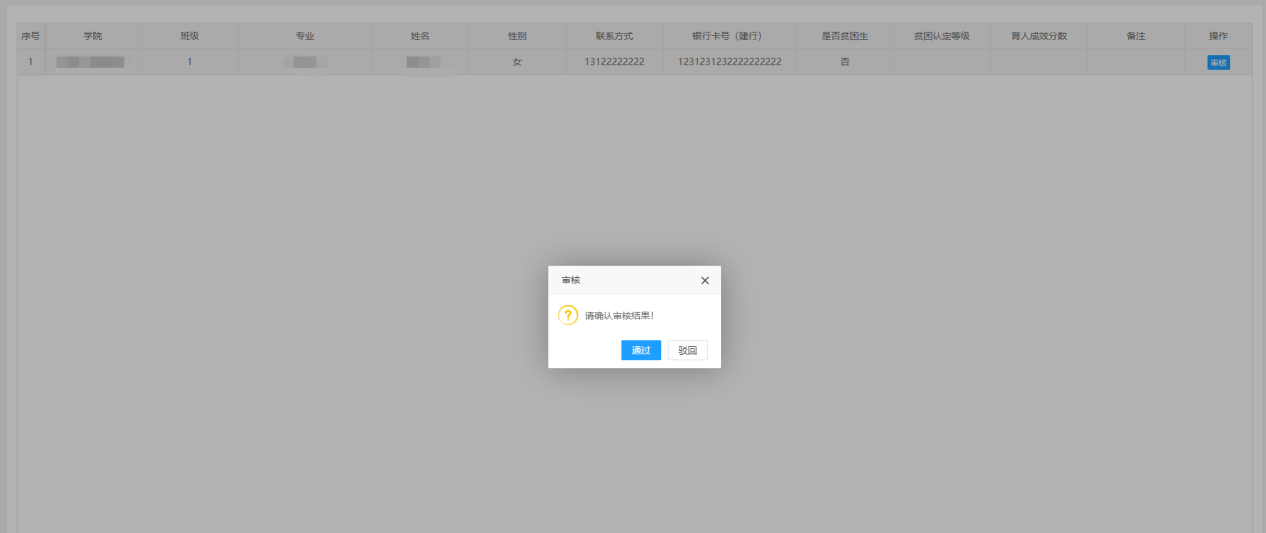 序号 学院 班级 专业 姓名 性别 联系方式 银行卡号（建行） 是否贫困生 贫困认定等级 育人成效分数 备注 操作
1 1 女 13122222222 1231231232222222222 否 审核
审核
请确认审核结果！
通过 驳回